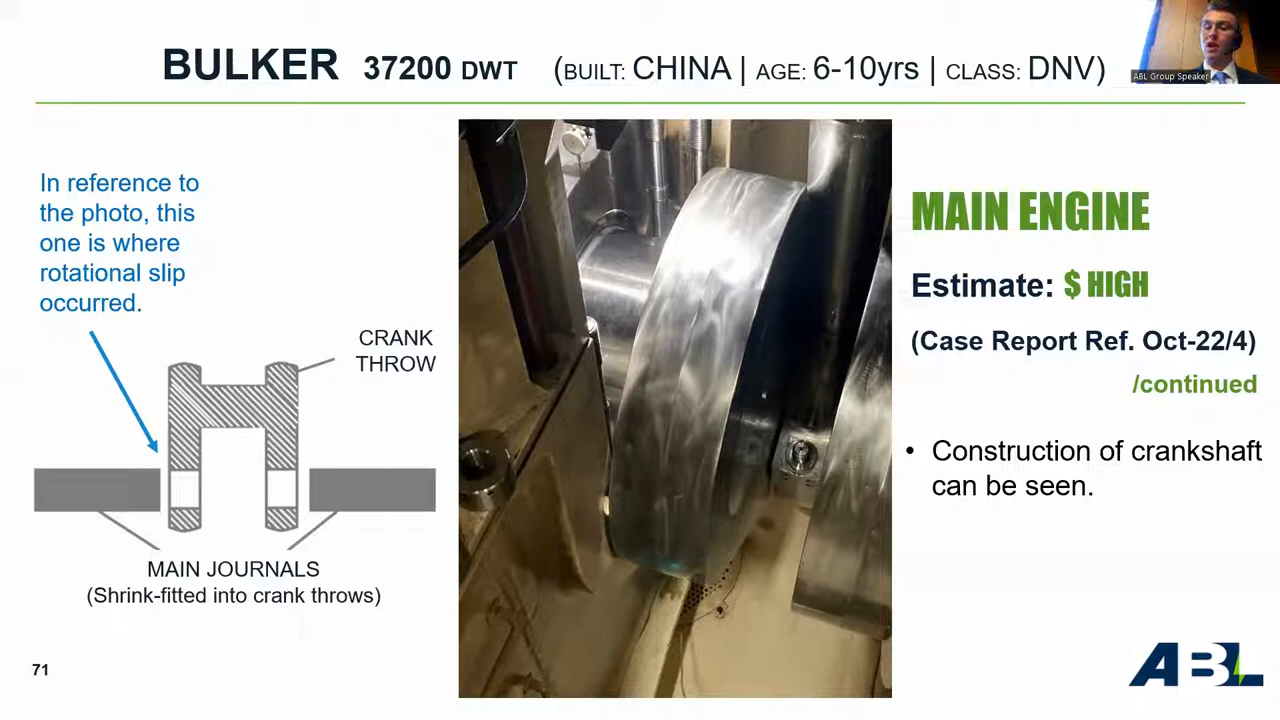 BULKER 37200 DWT (BUILT: CHINA | AGE: 6-10yrs | CLASS: DNV)
ABL Group Speaker
In reference to
the photo, this
one is where
rotational slip
occurred.
CRANK
THROW
MAIN JOURNALS
(Shrink-fitted into crank throws)
MAIN ENGINE
Estimate: $ HIGH
(Case Report Ref. Oct-22/4)
/continued
• Construction of crankshaft
can be seen.
71
ABL